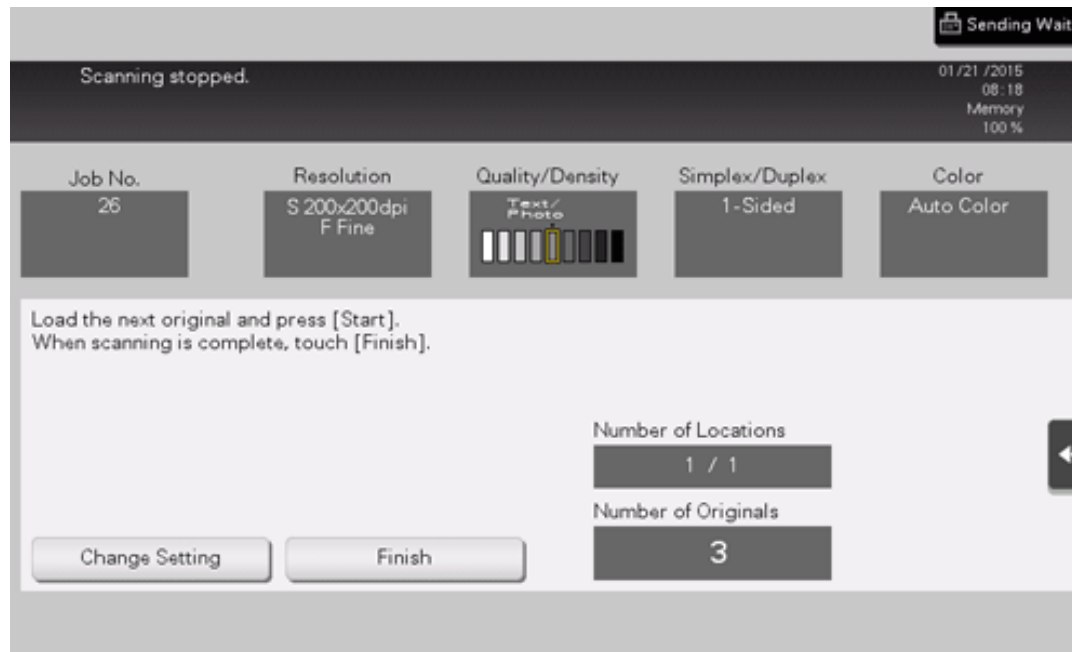 Sending Wait
Scanning stopped.
01/21 /2015
08:18
Memory
100 %
Job No.
26
Resolution
S 200x200dpi
F Fine
Quality/Density
Text/
Photo
Simplex/Duplex
1-Sided
Color
Auto Color
Load the next original and press [Start].
When scanning is complete, touch [Finish].
Number of Locations
1 / 1
Number of Originals
3
Change Setting
Finish